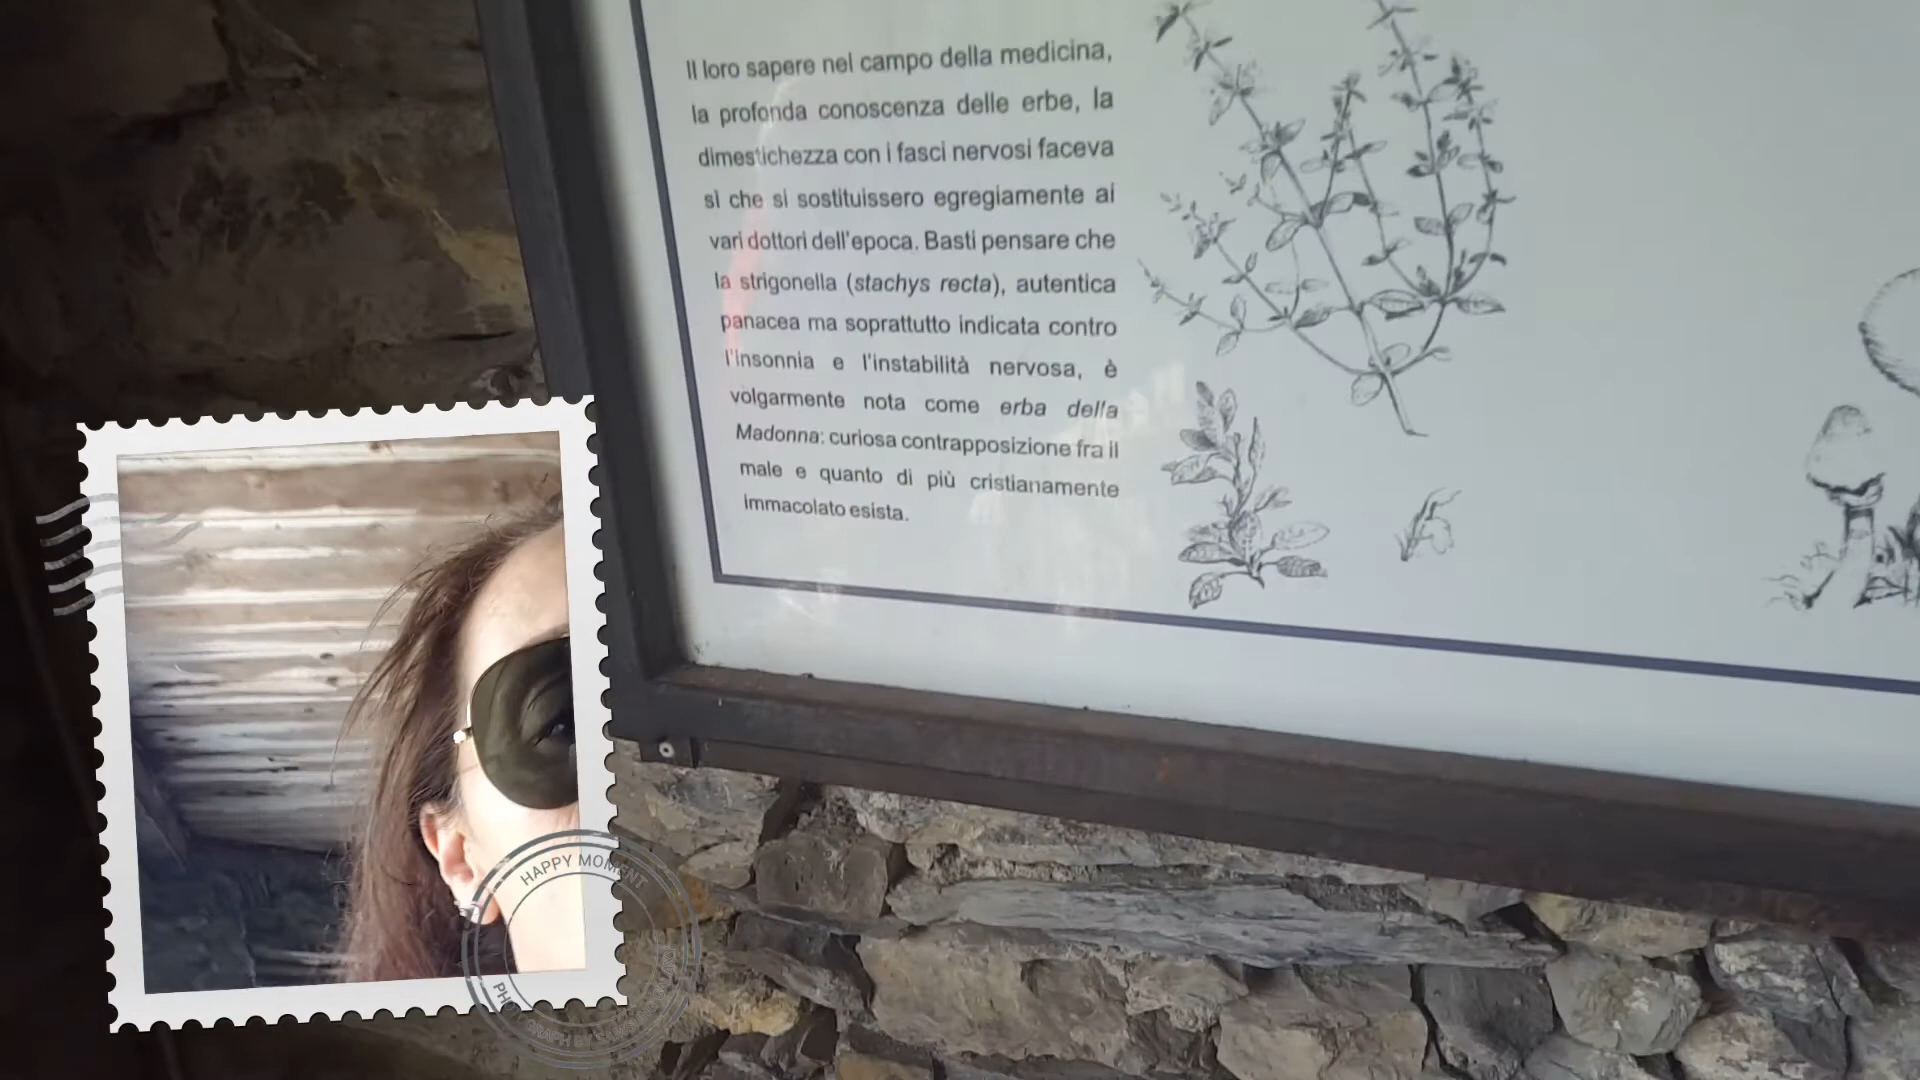 Il loro sapere nel campo della medicina,
la profonda conoscenza delle erbe, la
dimestichezza con i fasci nervosi faceva
sì che si sostituissero egregiamente ai
vari dottori dell'epoca. Basti pensare che
la strigonella (stachys recta), autentica
panacea ma soprattutto indicata contro
l'insonnia e l'instabilità nervosa, è
volgarmente nota come erba della
Madonna: curiosa contrapposizione fra il
male e quanto di più cristianamente
immacolato esista.
HAPPY MOMENT